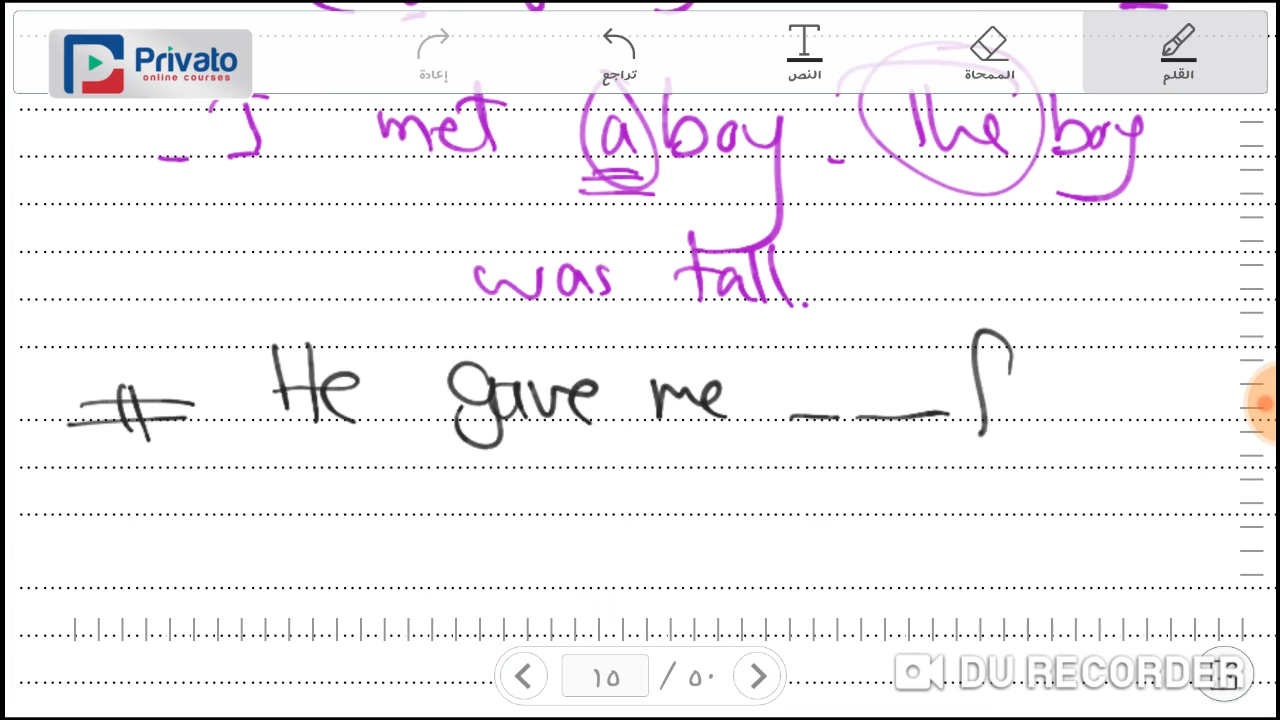 Privato
online courses
إعادة
تراجع
النص
الممحاة
القلم
- I met a boy. The boy
was tall.
He gave me
١٥ / ٥٠
DU RECORDER